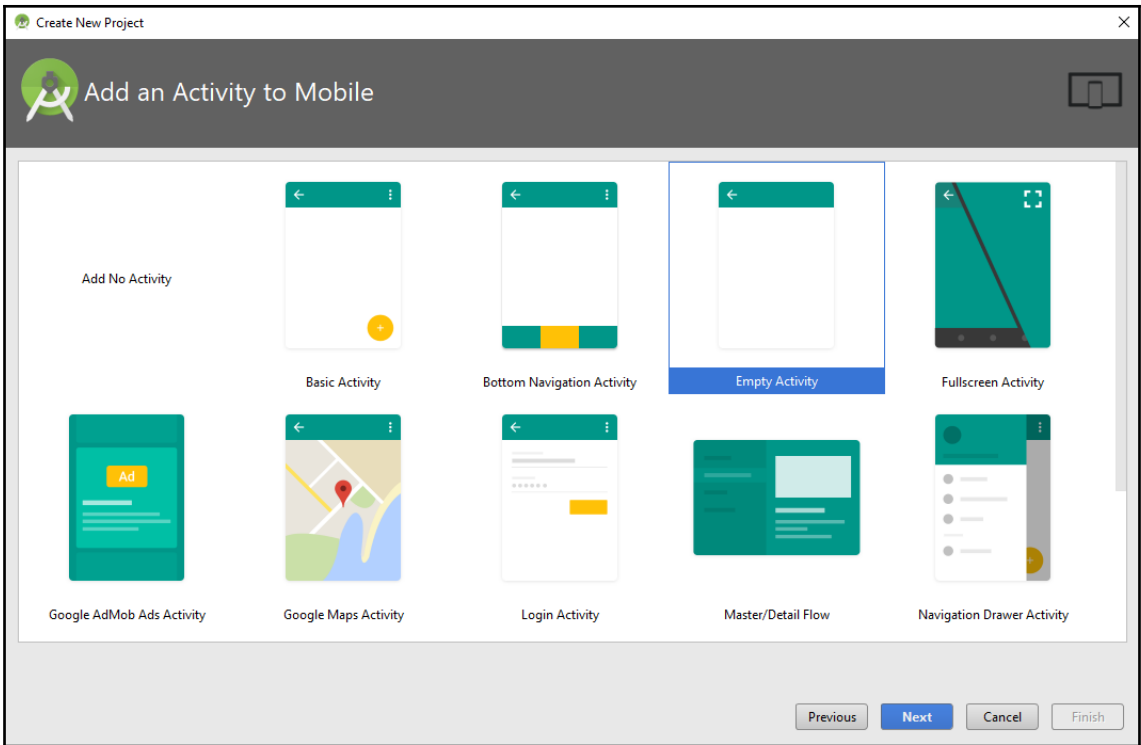 Create New Project
Add an Activity to Mobile
Add No Activity
Basic Activity
Bottom Navigation Activity
Empty Activity
Fullscreen Activity
Ad
Google AdMob Ads Activity
Google Maps Activity
Login Activity
Master/Detail Flow
Navigation Drawer Activity
Previous
Next
Cancel
Finish